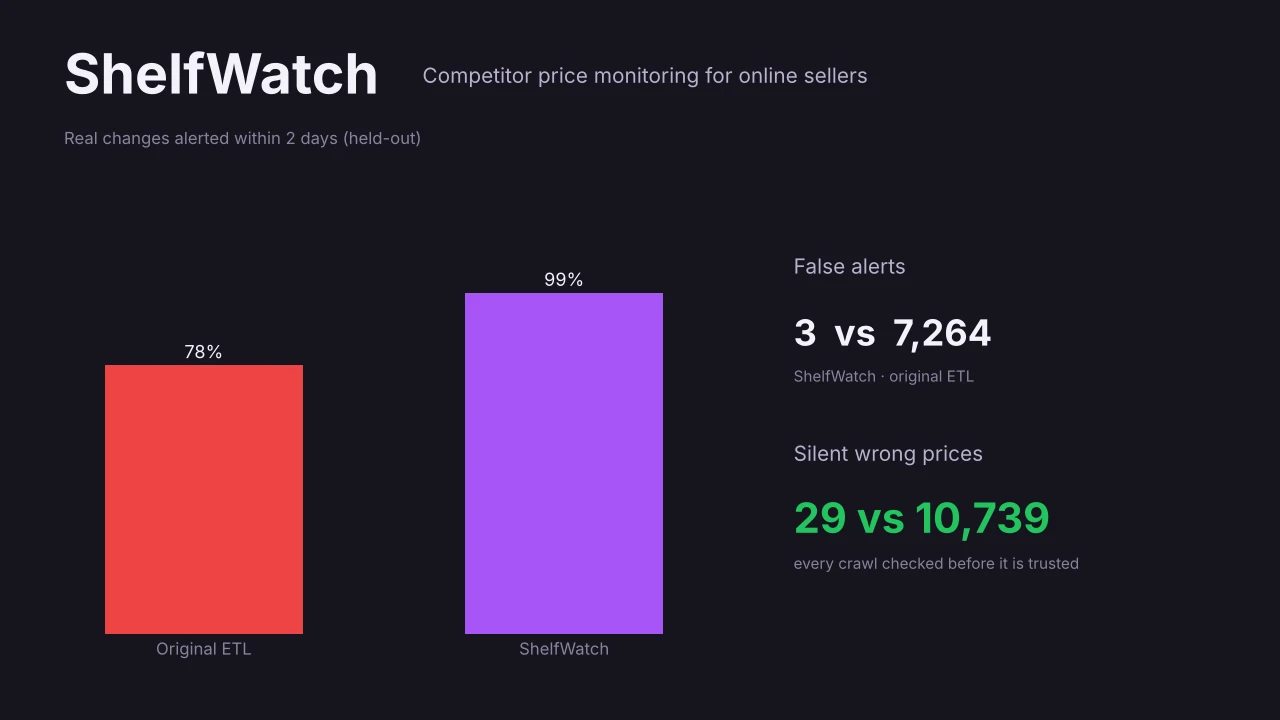 ShelfWatch
Competitor price monitoring for online sellers
Real changes alerted within 2 days (held-out)
78%
99%
Original ETL
ShelfWatch
False alerts
3 vs 7,264
ShelfWatch · original ETL
Silent wrong prices
29 vs 10,739
every crawl checked before it is trusted